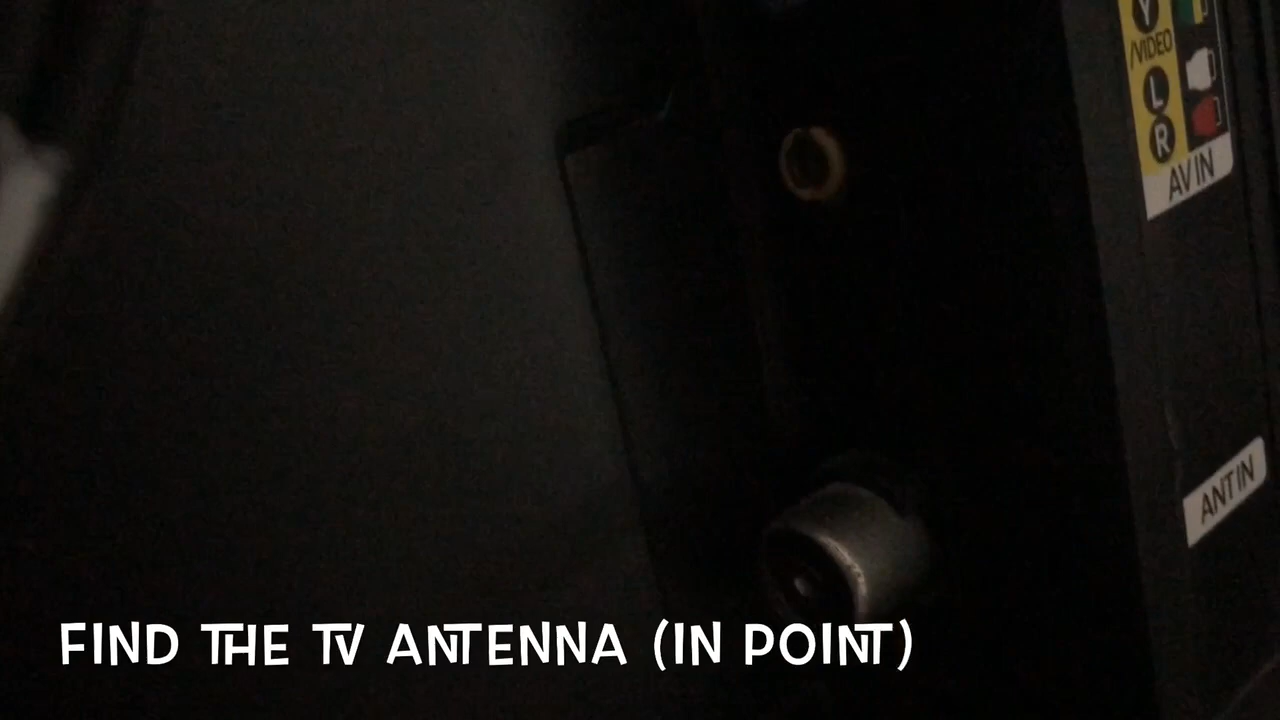 Y
/VIDEO
L
R
AV IN
ANT IN
FIND THE TV ANTENNA (IN POINT)